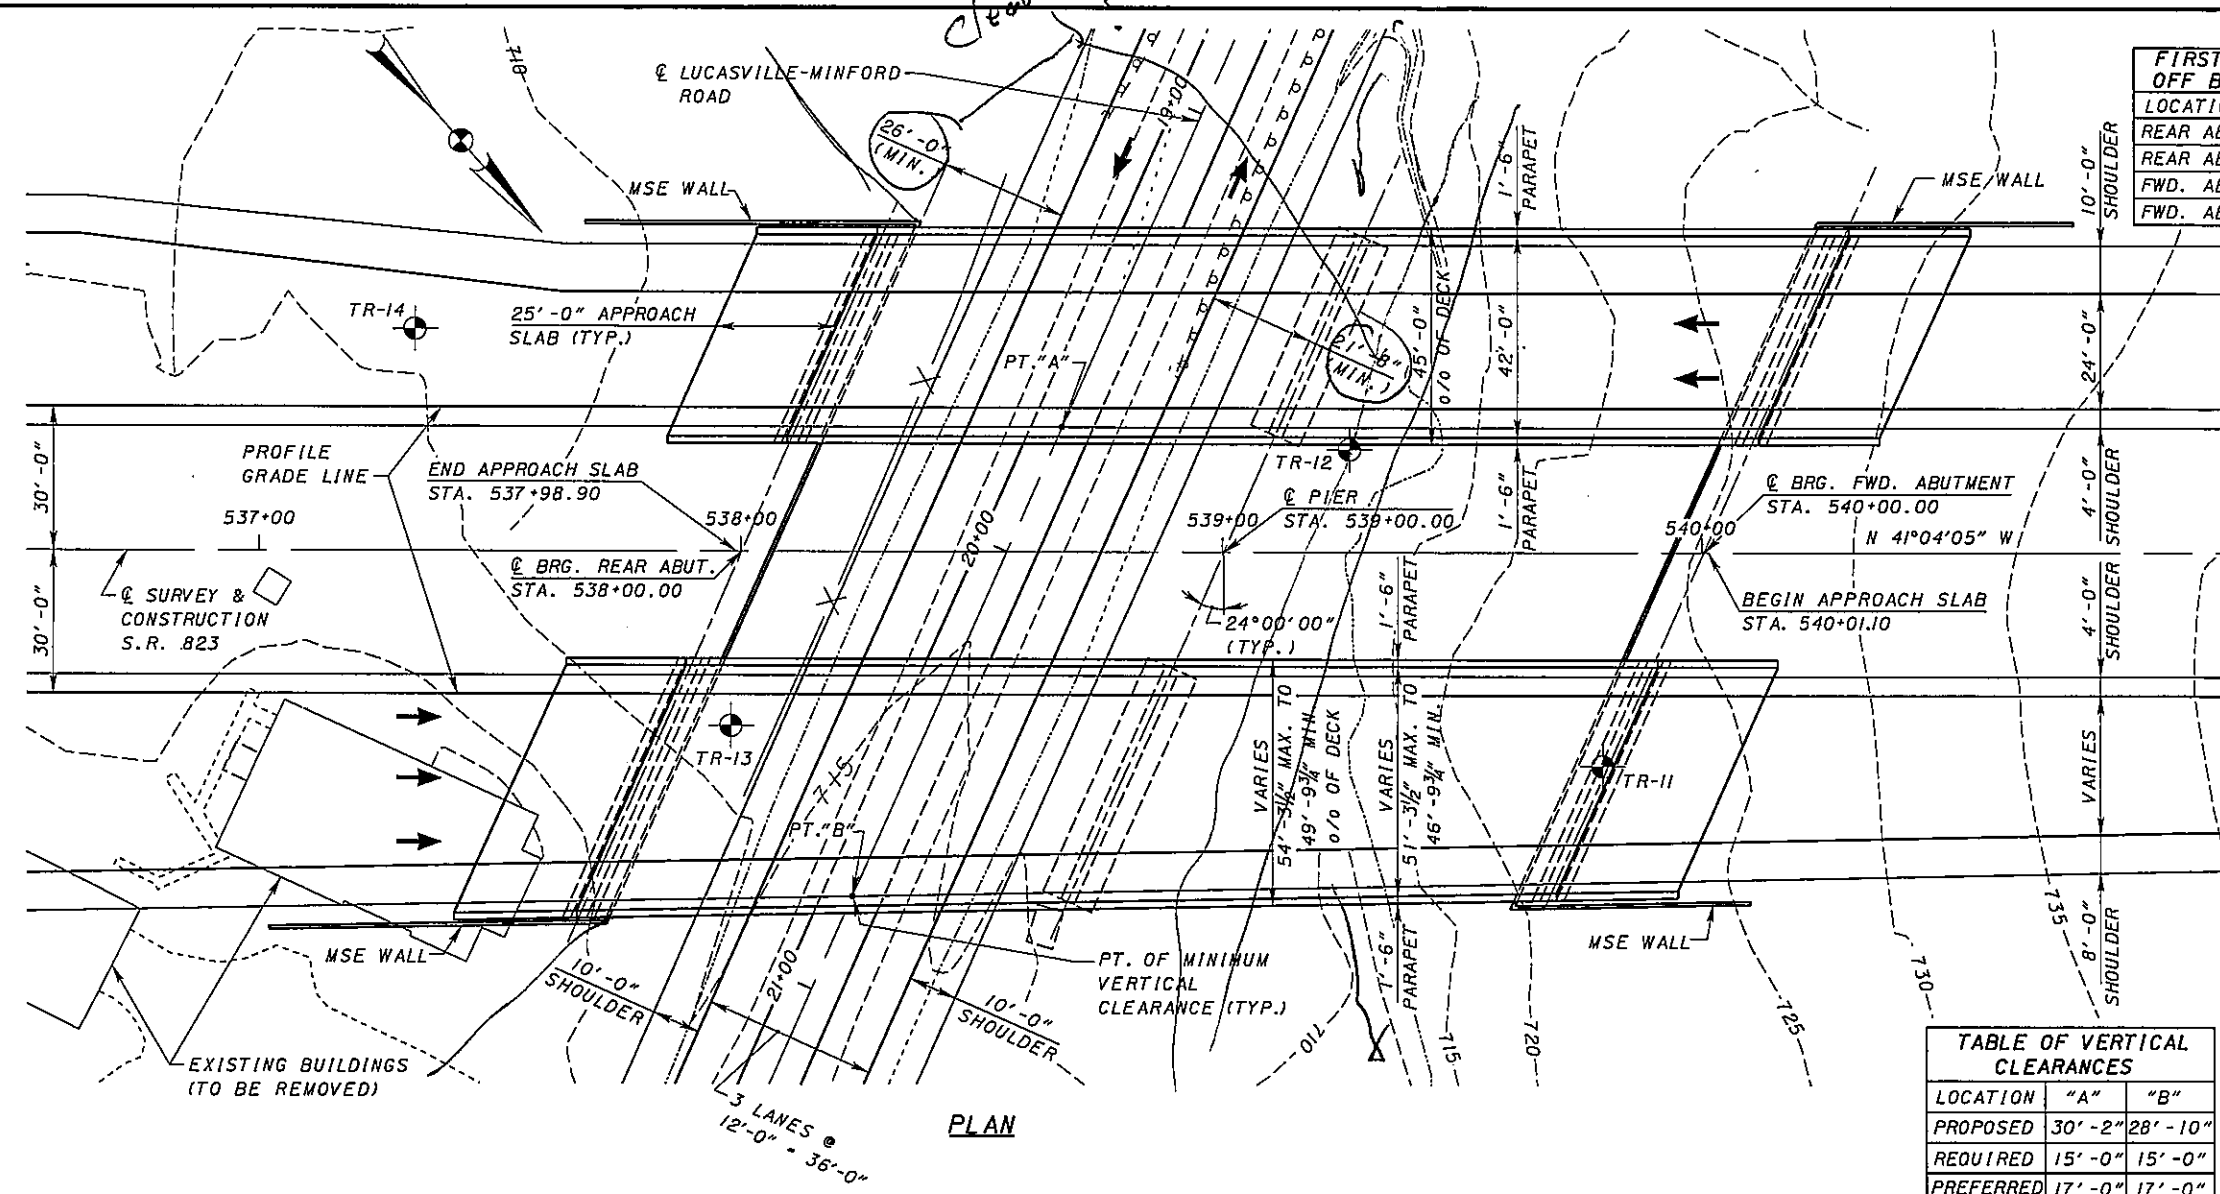 710
℄ LUCASVILLE-MINFORD
ROAD
19+00
26'-0"
(MIN.)
MSE WALL
1'-6"
PARAPET
MSE WALL
10'-0"
SHOULDER
FIRST
OFF B
LOCATIO
REAR AB
REAR AB
FWD. AB
FWD. AB
TR-14
25'-0" APPROACH
SLAB (TYP.)
PT. "A"
21'-8"
(MIN.)
45'-0"
o/o OF DECK
42'-0"
24'-0"
30'-0"
PROFILE
GRADE LINE
END APPROACH SLAB
STA. 537+98.90
TR-12
℄ PIER
STA. 539+00.00
1'-6"
PARAPET
℄ BRG. FWD. ABUTMENT
STA. 540+00.00
4'-0"
SHOULDER
537+00
538+00
20+00
539+00
540+00
N 41°04'05" W
℄ BRG. REAR ABUT.
STA. 538+00.00
30'-0"
℄ SURVEY &
CONSTRUCTION
S.R. 823
24°00'00"
(TYP.)
1'-6"
PARAPET
BEGIN APPROACH SLAB
STA. 540+01.10
4'-0"
SHOULDER
TR-13
715
PT. "B"
VARIES
54'-3½" MAX. TO
49'-9¾" MIN.
o/o OF DECK
VARIES
51'-3½" MAX. TO
46'-9¾" MIN.
TR-11
VARIES
MSE WALL
10'-0"
SHOULDER
21+00
10'-0"
SHOULDER
PT. OF MINIMUM
VERTICAL
CLEARANCE (TYP.)
1'-6"
PARAPET
MSE WALL
8'-0"
SHOULDER
710
715
720
725
730
735
EXISTING BUILDINGS
(TO BE REMOVED)
3 LANES @
12'-0" = 36'-0"
PLAN
TABLE OF VERTICAL
CLEARANCES
LOCATION "A" "B"
PROPOSED 30'-2" 28'-10"
REQUIRED 15'-0" 15'-0"
PREFERRED 17'-0" 17'-0"